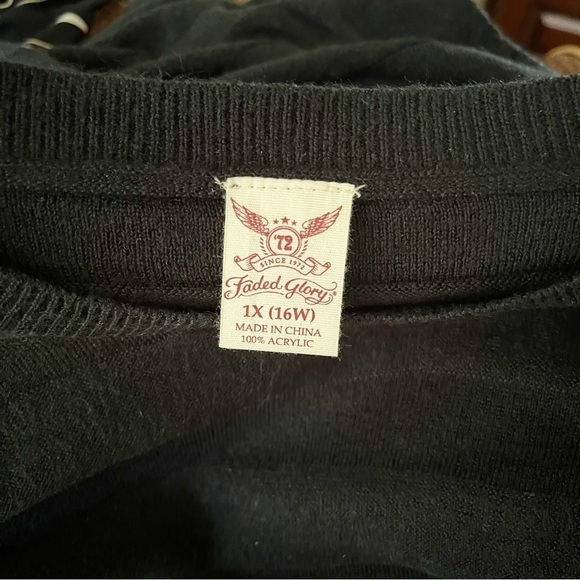 '72
SINCE 1972
Faded Glory®
1X (16W)
MADE IN CHINA
100% ACRYLIC